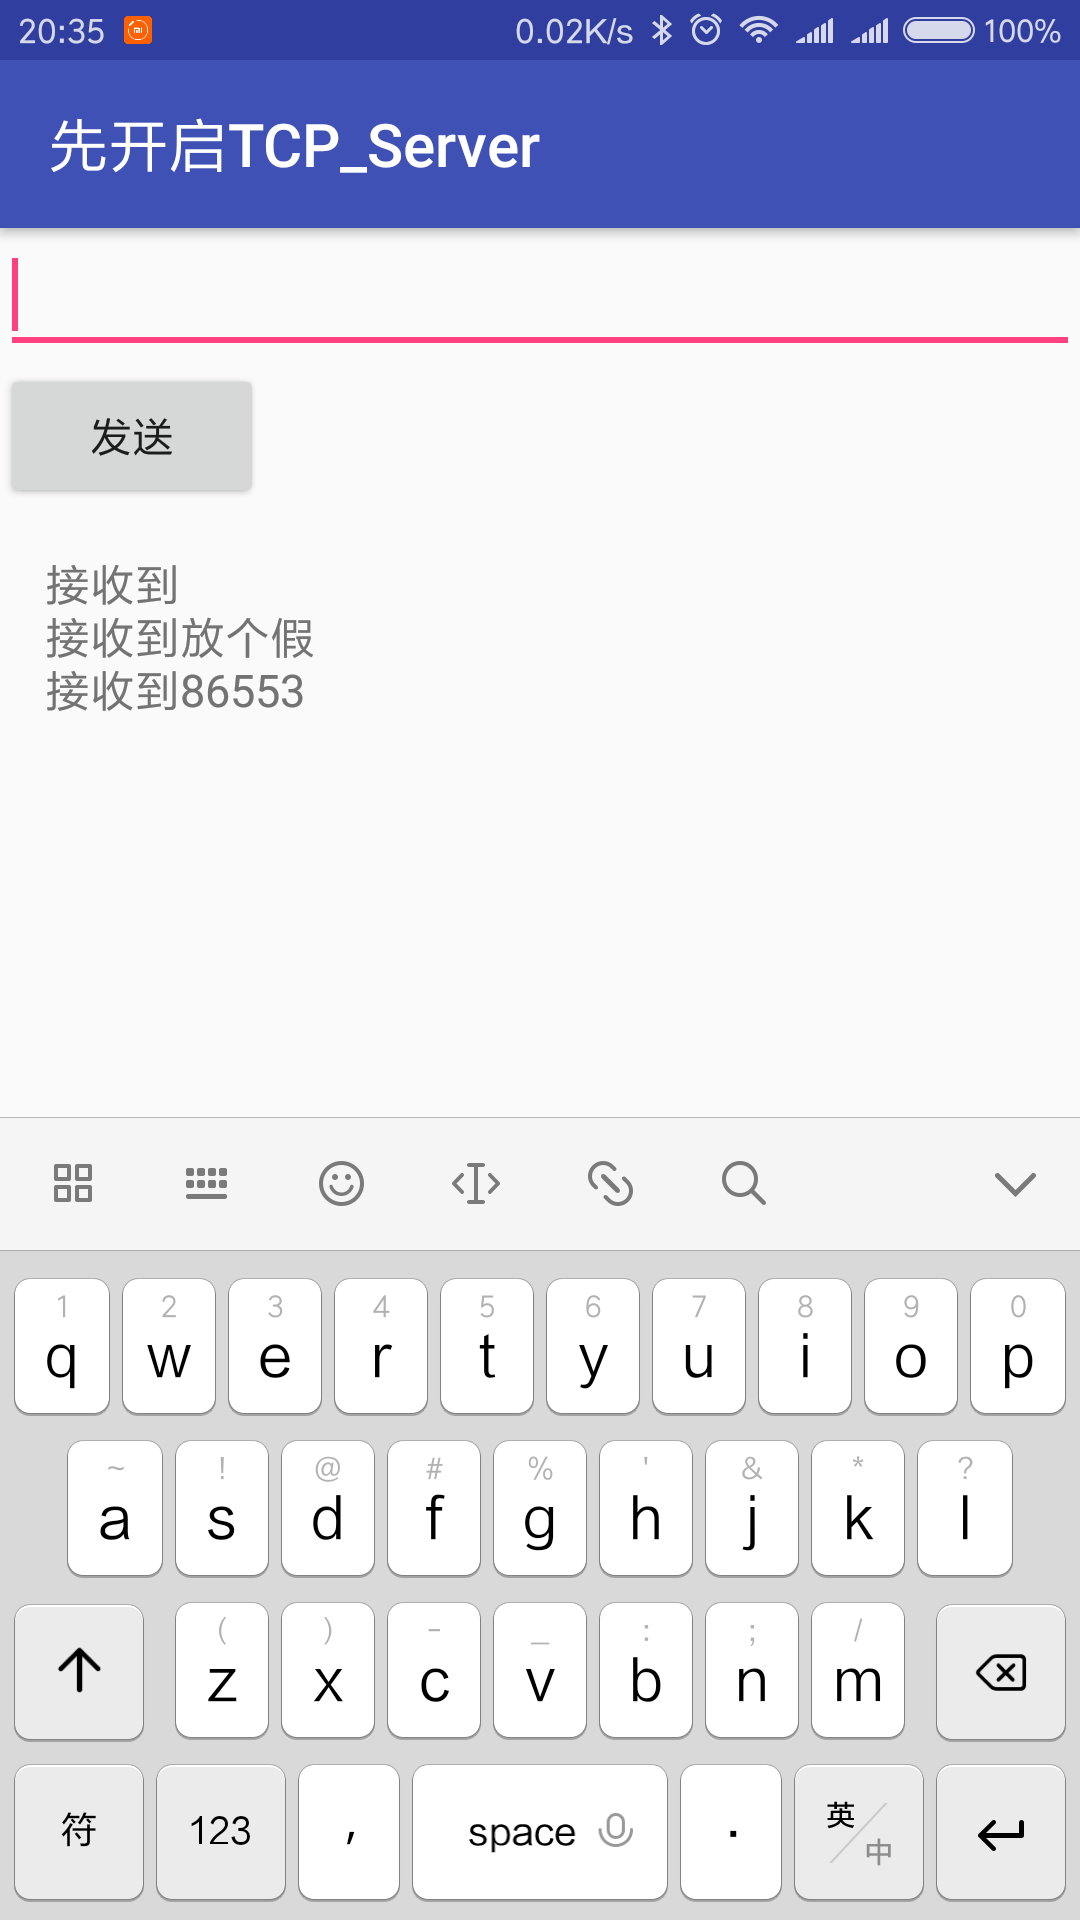 20:35 0.02K/s 100%
先开启TCP_Server
发送
接收到
接收到放个假
接收到86553
1 2 3 4 5 6 7 8 9 0
q w e r t y u i o p
~ ! @ # % ' & * ?
a s d f g h j k l
( ) - _ : ; /
z x c v b n m
符 123 , space . 英/中